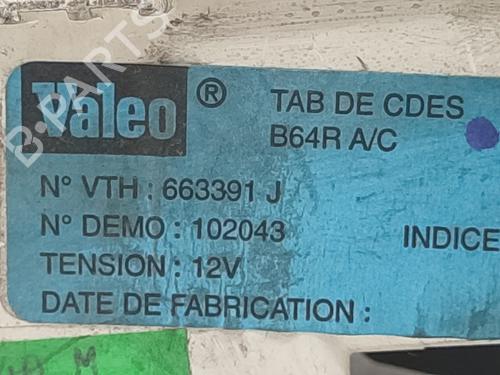 Valeo ® TAB DE CDES
B64R A/C
N° VTH : 663391 J
N° DEMO : 102043 INDICE
TENSION : 12V
DATE DE FABRICATION :
M
B-PARTS